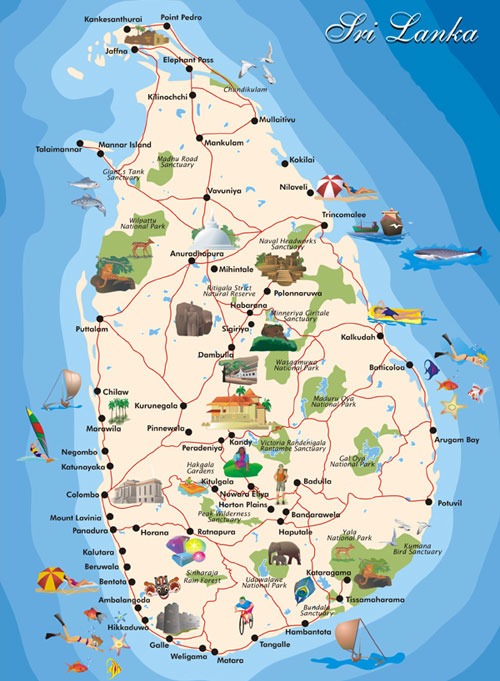 Sri Lanka
Kankesanthurai
Point Pedro
Jaffna
Elephant Pass
Chundikulam
Kilinochchi
Mullaitivu
Talaimannar
Mannar Island
Mankulam
Madhu Road
Sanctuary
Kokilai
Giant's Tank
Sanctuary
Nilaveli
Vavuniya
Wilpattu
National Park
Trincomalee
Naval Headworks
Sanctuary
Anuradhapura
Mihintale
Ritigala Strict
Natural Reserve
Polonnaruwa
Habarana
Minneriya Giritale
Sanctuary
Puttalam
Sigiriya
Kalkudah
Dambulla
Wasgamuwa
National Park
Baticoloa
Chilaw
Maduru Oya
National Park
Kurunegala
Marawila
Pinnewela
Kandy
Arugam Bay
Peradeniya
Victoria Randenigala
Rantambe Sanctuary
Negombo
Gal Oya
National Park
Katunayaka
Hakgala
Gardens
Kitulgala
Badulla
Colombo
Nuwara Eliya
Horton Plains
Potuvil
Peak Wilderness
Sanctuary
Bandarawela
Mount Lavinia
Panadura
Horana
Ratnapura
Haputale
Yala
National Park
Kumana
Bird Sanctuary
Kalutara
Beruwala
Sinharaja
Rain Forest
Kataragama
Bentota
Udawalawe
National Park
Ambalangoda
Tissamaharama
Bundala
Sanctuary
Hikkaduwa
Hambantota
Galle
Tangalle
Weligama
Matara